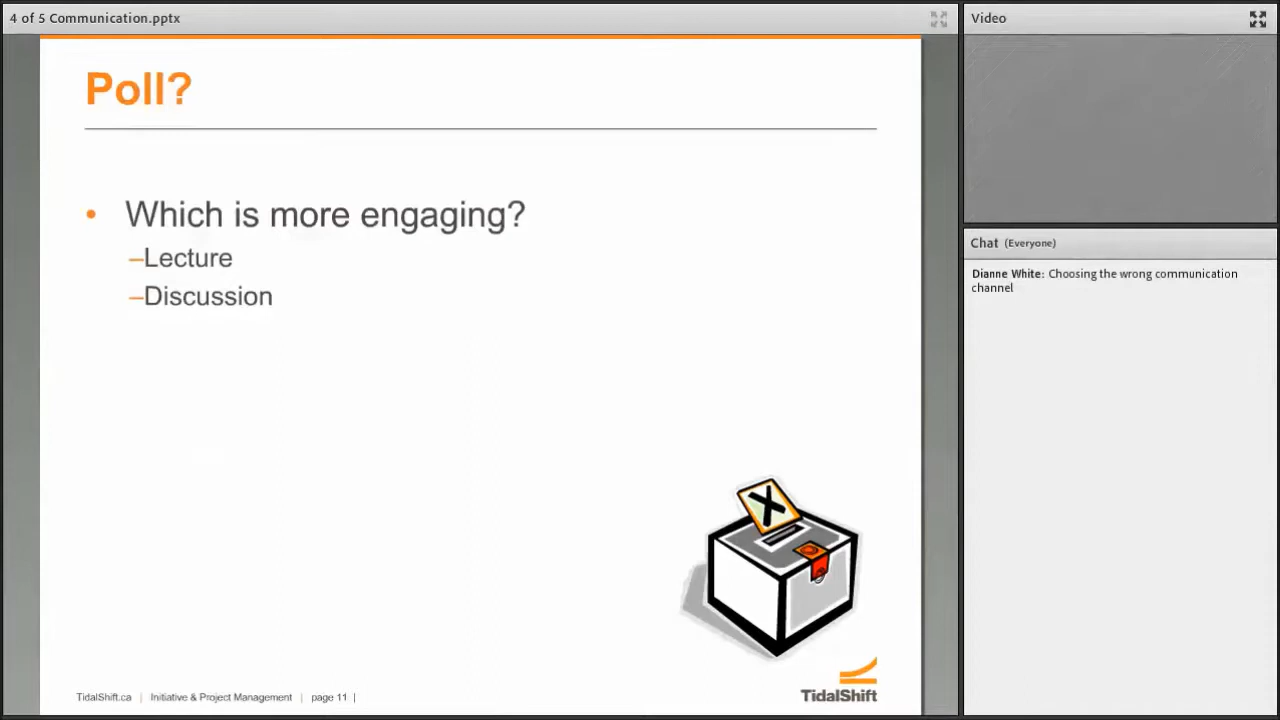 4 of 5 Communication.pptx
Poll?
• Which is more engaging?
–Lecture
–Discussion
X
TidalShift
TidalShift.ca | Initiative & Project Management | page 11 |
Video
Chat (Everyone)
Dianne White: Choosing the wrong communication
channel